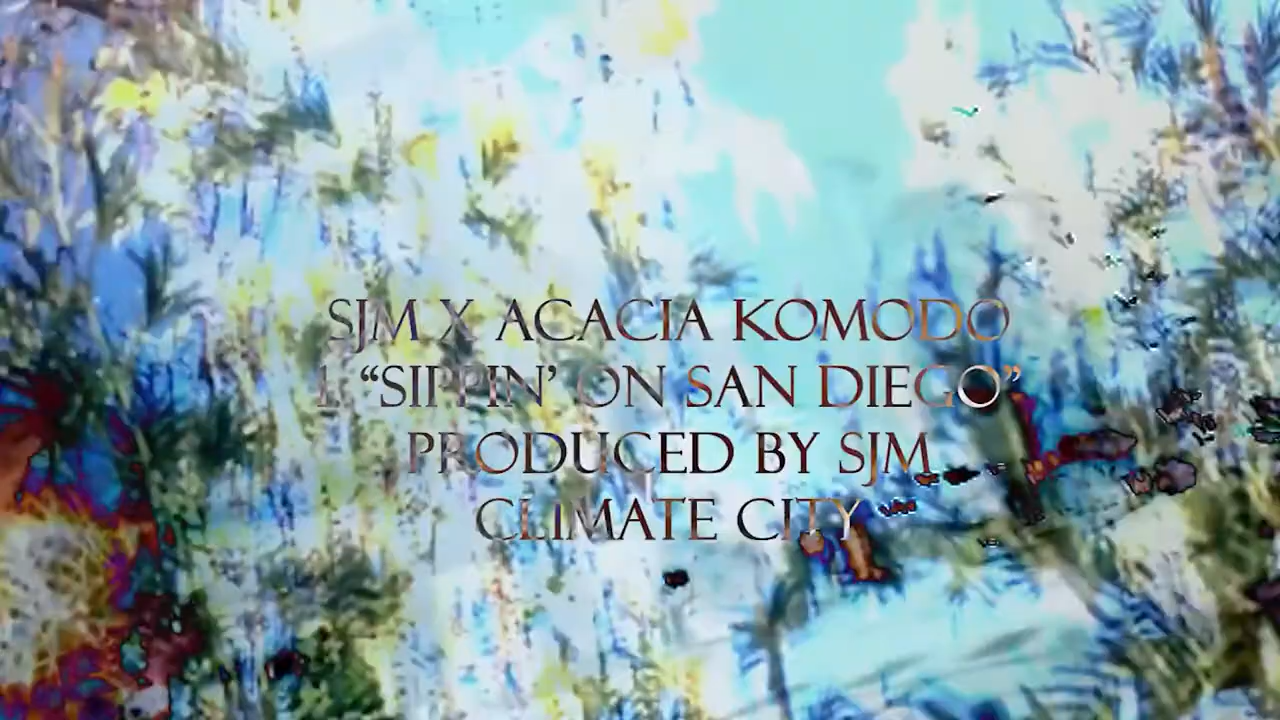 SJM X ACACIA KOMODO
1. “SIPPIN’ ON SAN DIEGO”
PRODUCED BY SJM
CLIMATE CITY